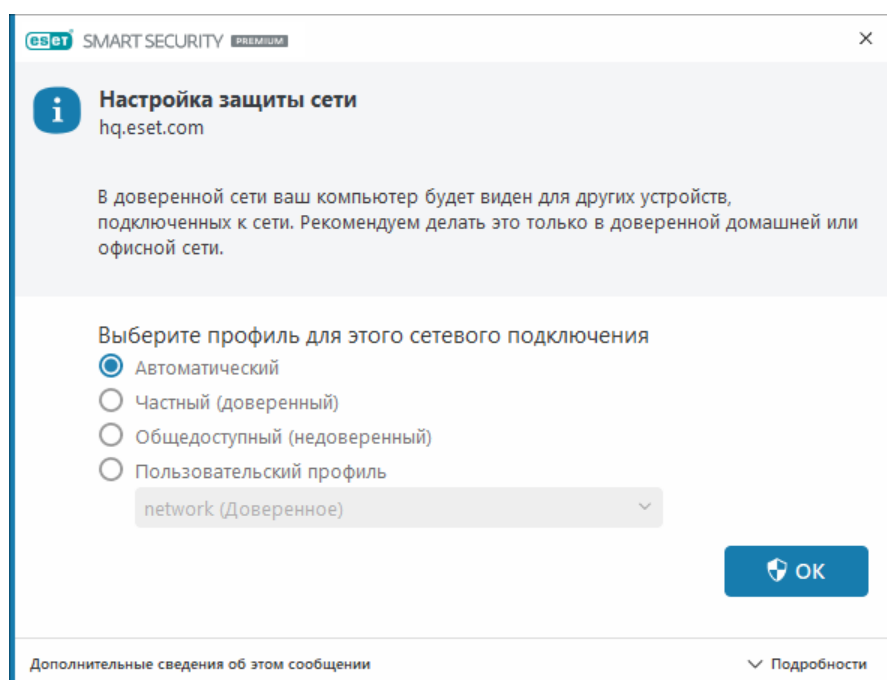 eset SMART SECURITY PREMIUM
Настройка защиты сети
hq.eset.com
В доверенной сети ваш компьютер будет виден для других устройств,
подключенных к сети. Рекомендуем делать это только в доверенной домашней или
офисной сети.
Выберите профиль для этого сетевого подключения
Автоматический
Частный (доверенный)
Общедоступный (недоверенный)
Пользовательский профиль
network (Доверенное)
ОК
Дополнительные сведения об этом сообщении
Подробности